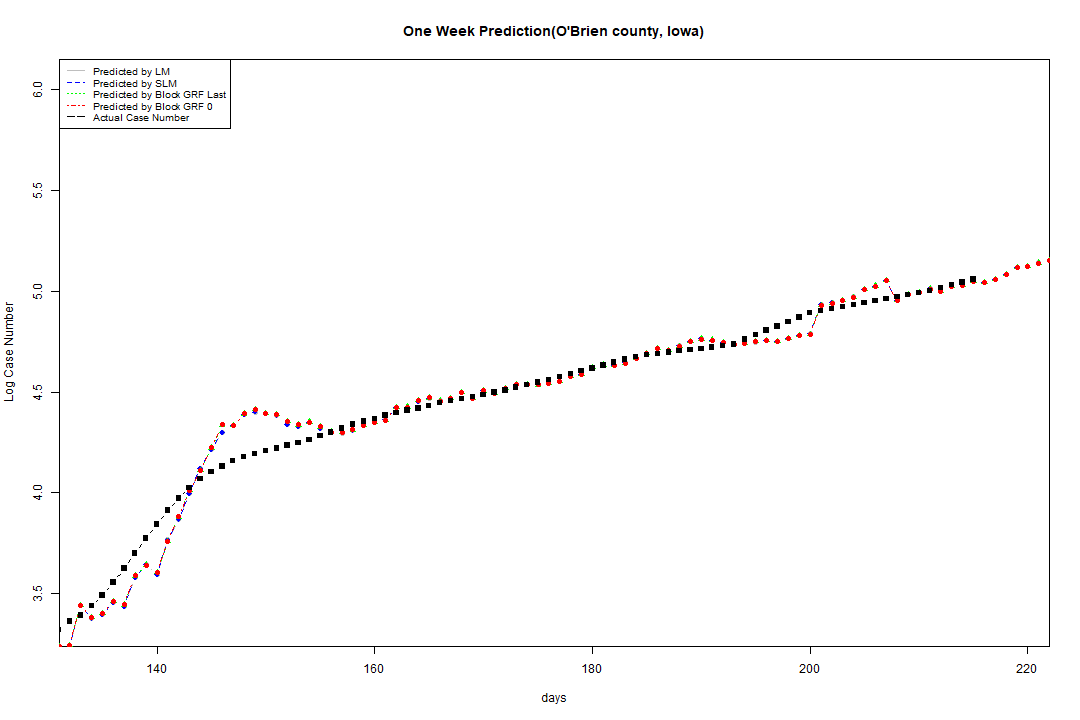 One Week Prediction(O'Brien county, Iowa)
Predicted by LM
Predicted by SLM
Predicted by Block GRF Last
Predicted by Block GRF 0
Actual Case Number
6.0
5.5
5.0
4.5
4.0
3.5
Log Case Number
140 160 180 200 220
days